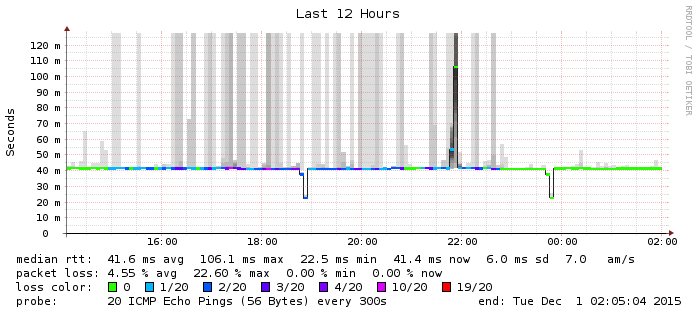 Last 12 Hours
RRDTOOL / TOBI OETIKER
Seconds
120 m
110 m
100 m
90 m
80 m
70 m
60 m
50 m
40 m
30 m
20 m
10 m
0
16:00 18:00 20:00 22:00 00:00 02:00
median rtt: 41.6 ms avg 106.1 ms max 22.5 ms min 41.4 ms now 6.0 ms sd 7.0 am/s
packet loss: 4.55 % avg 22.60 % max 0.00 % min 0.00 % now
loss color: 0 1/20 2/20 3/20 4/20 10/20 19/20
probe: 20 ICMP Echo Pings (56 Bytes) every 300s end: Tue Dec 1 02:05:04 2015